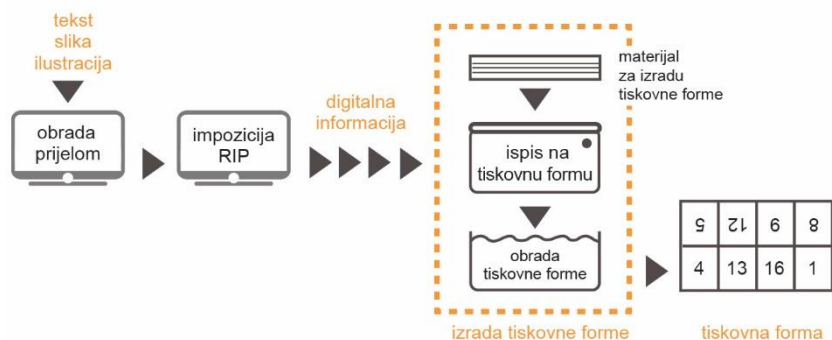 tekst
slika
ilustracija
obrada
prijelom
impozicija
RIP
digitalna
informacija
materijal
za izradu
tiskovne forme
ispis na
tiskovnu formu
obrada
tiskovne forme
izrada tiskovne forme
5 12 9 8
4 13 16 1
tiskovna forma